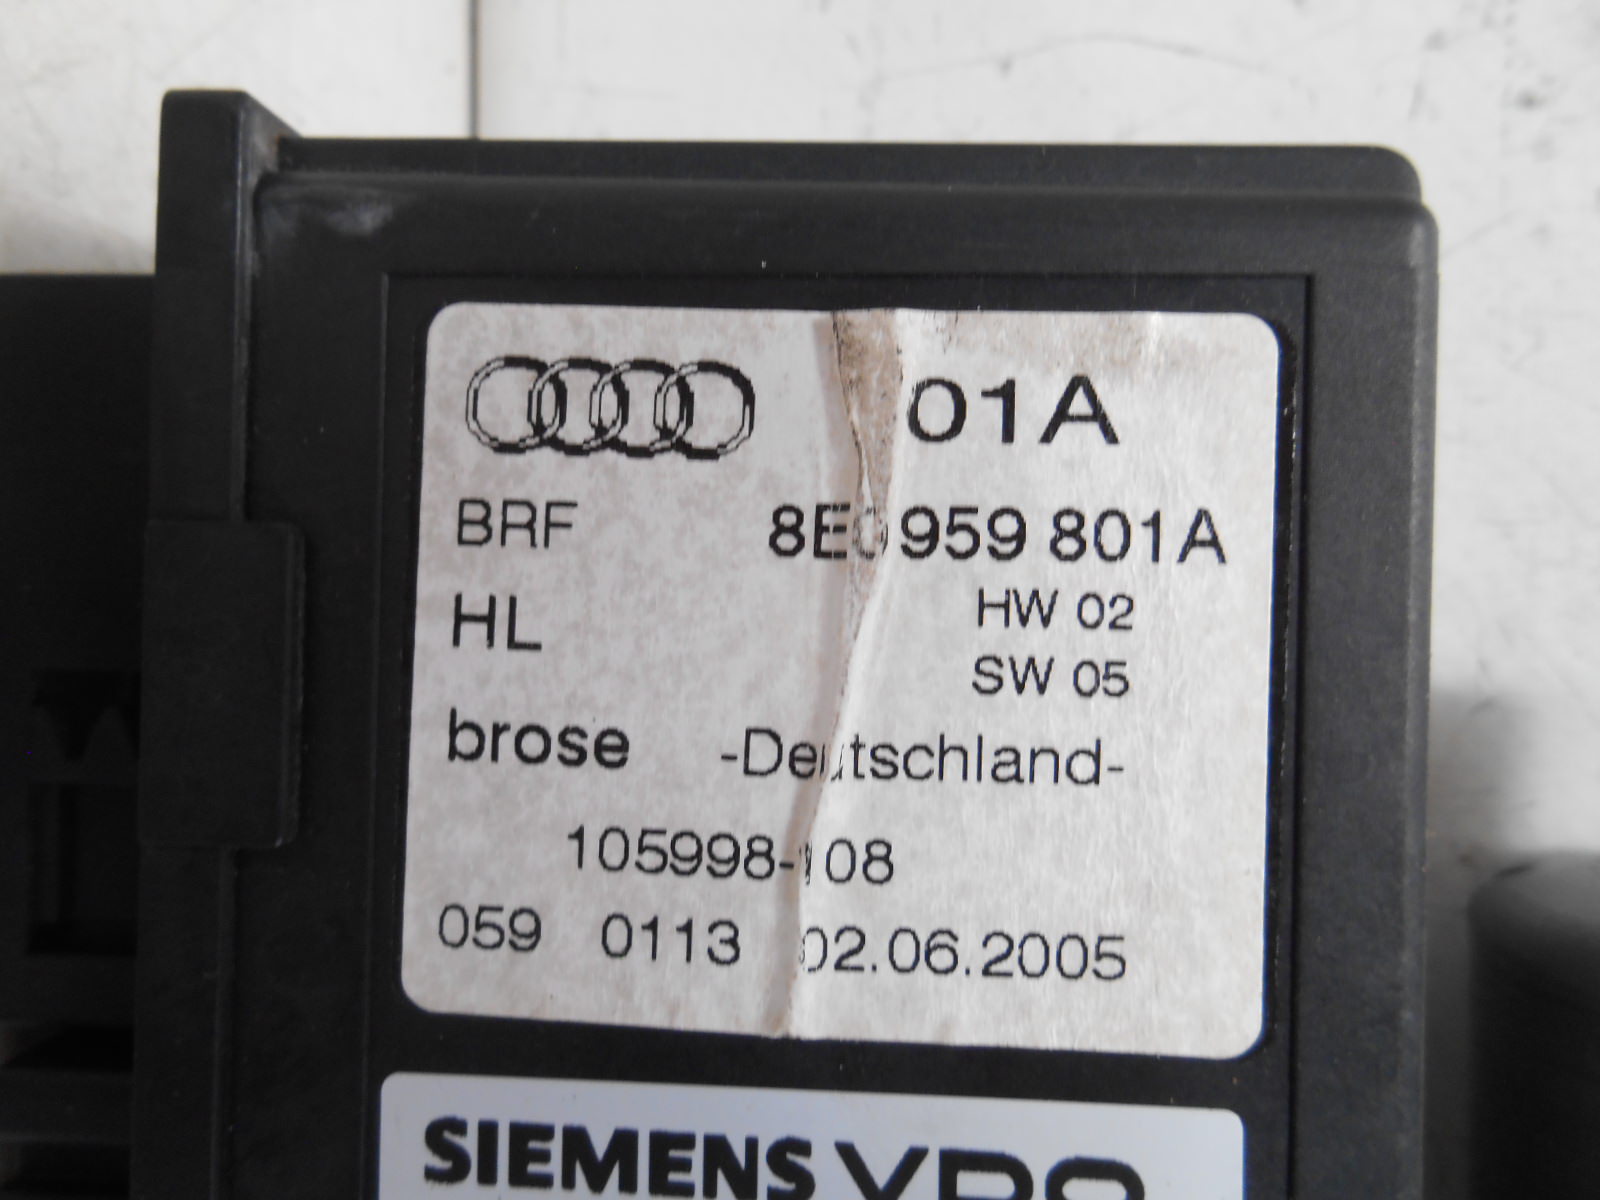 01A
BRF 8E0959 801A
HL HW 02
SW 05
brose -Deutschland-
105998-108
059 0113 02.06.2005
SIEMENS VDO